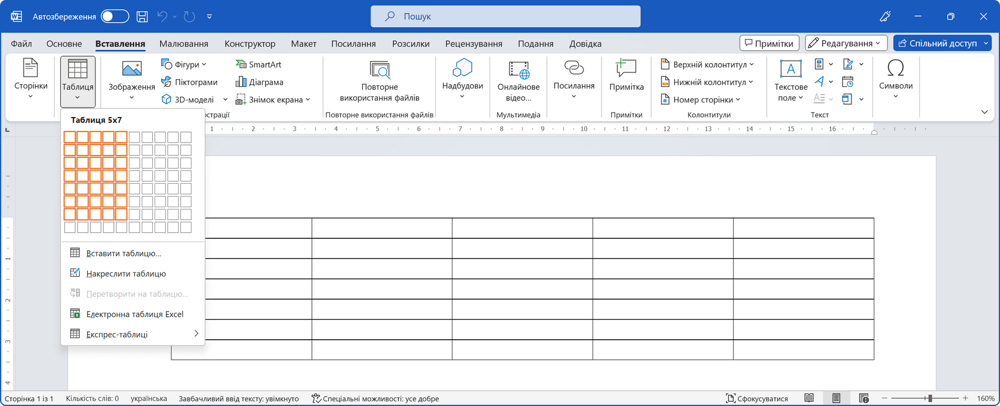 Автозбереження
Пошук
Файл Основне Вставлення Малювання Конструктор Макет Посилання Розсилки Рецензування Подання Довідка
Примітки Редагування Спільний доступ
Сторінки
Таблиця
Зображення
Фігури
Піктограми
3D-моделі
SmartArt
Діаграма
Знімок екрана
Повторне
використання файлів
Надбудови
Онлайнове
відео...
Посилання
Примітка
Верхній колонтитул
Нижній колонтитул
Номер сторінки
Текстове
поле
Символи
страції
Повторне використання файлів
Мультимедіа
Примітки
Колонтитули
Текст
1 2 3 4 5 6 7 8 9 10 11 12 13 14 15 16
Таблиця 5x7
Вставити таблицю...
Накреслити таблицю
Перетворити на таблицю...
Електронна таблиця Excel
Експрес-таблиці
1
2
3
4
Сторінка 1 із 1 Кількість слів: 0 українська Завбачливий ввід тексту: увімкнуто Спеціальні можливості: усе добре
Сфокусуватися 160%